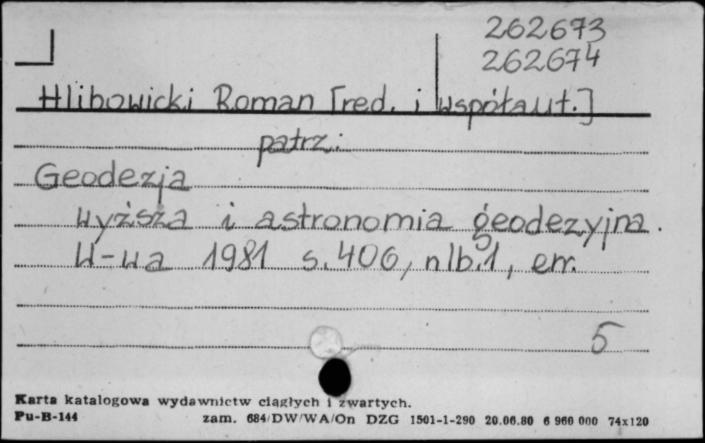 262673
262674
Hlibowicki Roman [red. i współaut.]
patrz:
Geodezja
wyższa i astronomia geodezyjna.
W-wa 1981 s. 406, nlb. 1, err.
5
Karta katalogowa wydawnictw ciągłych i zwartych.
Pu-B-144 zam. 684/DW/WA/On DZG 1501-1-290 20.06.80 6 960 000 74x120